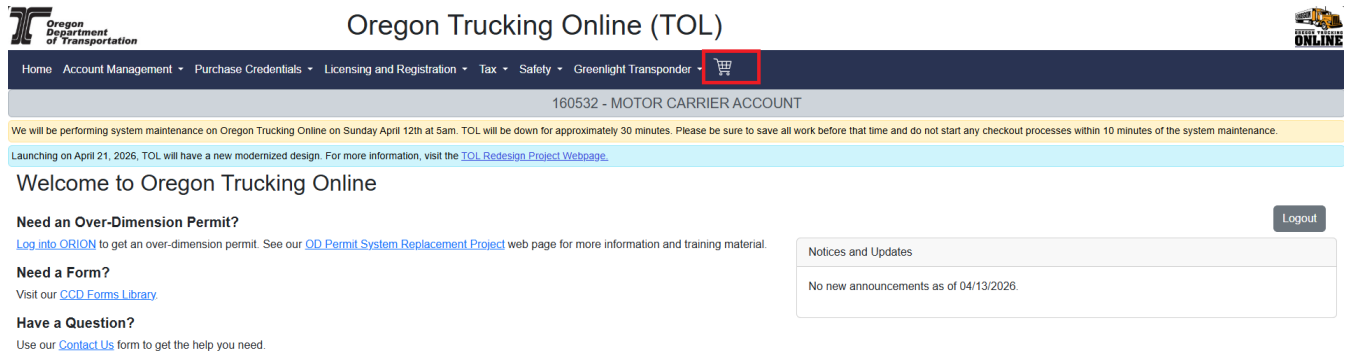 Oregon
Department
of Transportation
Oregon Trucking Online (TOL)
OREGON TRUCKING
ONLINE
Home Account Management Purchase Credentials Licensing and Registration Tax Safety Greenlight Transponder
160532 - MOTOR CARRIER ACCOUNT
We will be performing system maintenance on Oregon Trucking Online on Sunday April 12th at 5am. TOL will be down for approximately 30 minutes. Please be sure to save all work before that time and do not start any checkout processes within 10 minutes of the system maintenance.
Launching on April 21, 2026, TOL will have a new modernized design. For more information, visit the TOL Redesign Project Webpage.
Welcome to Oregon Trucking Online
Need an Over-Dimension Permit?
Logout
Log into ORION to get an over-dimension permit. See our OD Permit System Replacement Project web page for more information and training material.
Notices and Updates
Need a Form?
No new announcements as of 04/13/2026.
Visit our CCD Forms Library.
Have a Question?
Use our Contact Us form to get the help you need.